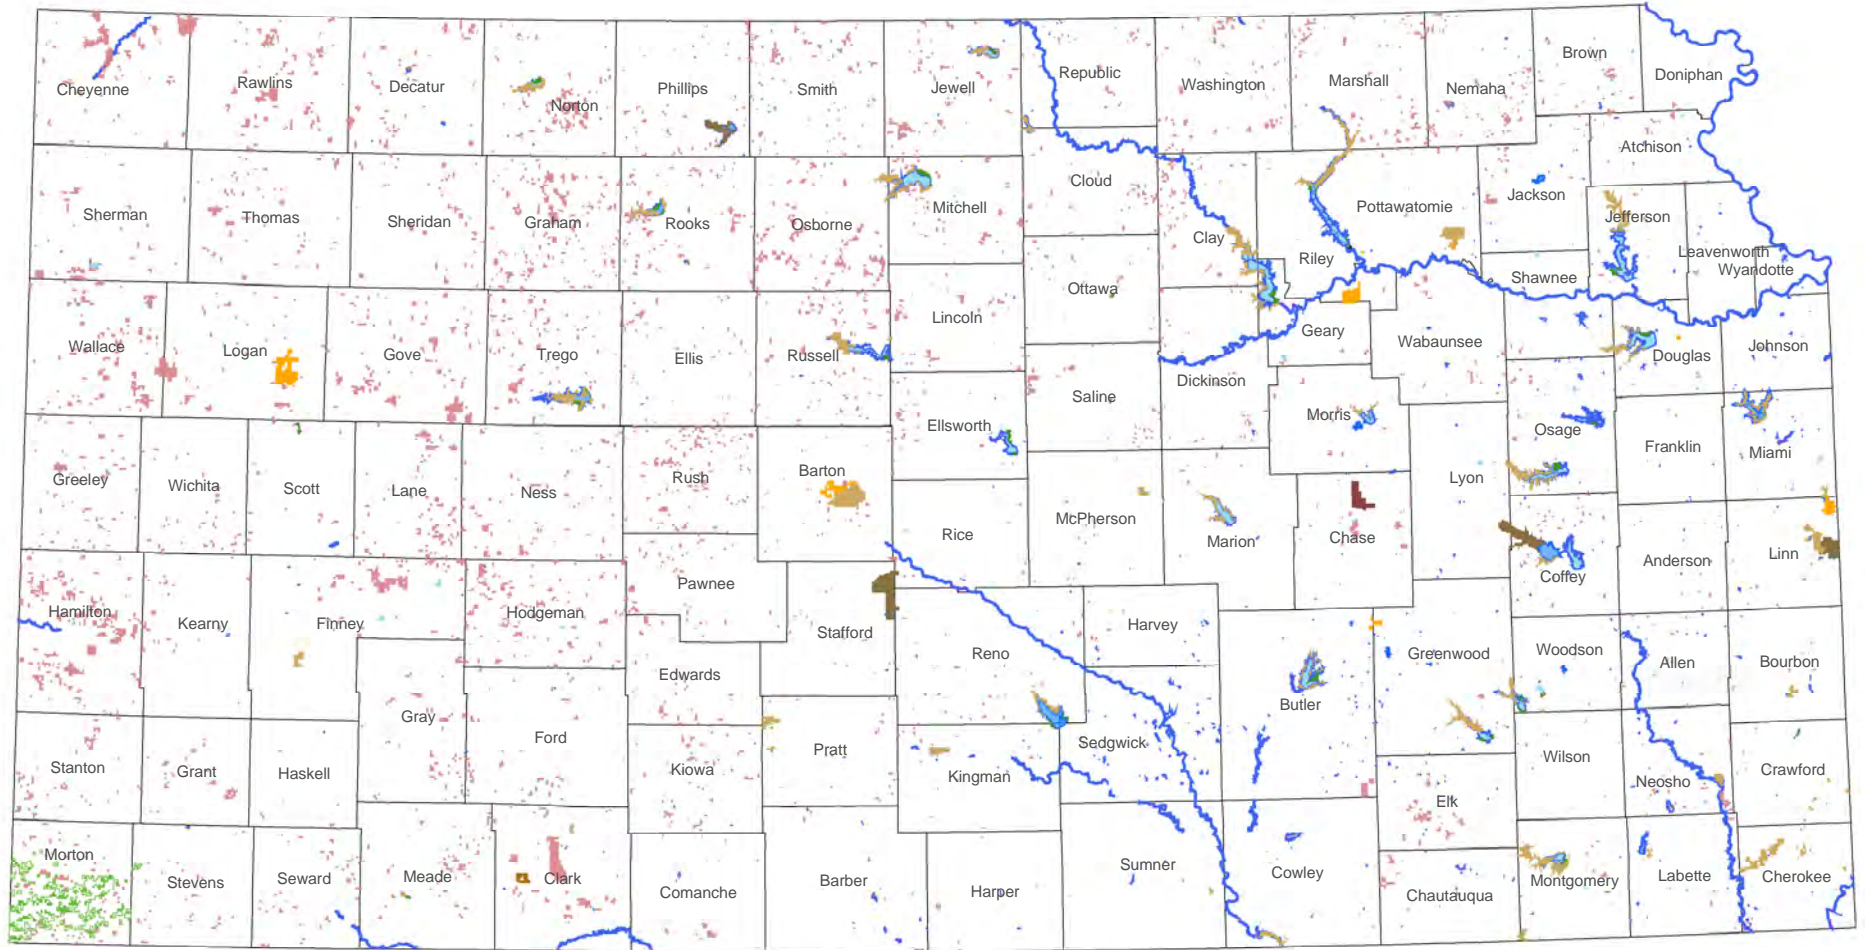 Cheyenne
Rawlins
Decatur
Norton
Phillips
Smith
Jewell
Republic
Washington
Marshall
Nemaha
Brown
Doniphan
Atchison
Sherman
Thomas
Sheridan
Graham
Rooks
Osborne
Mitchell
Cloud
Clay
Riley
Pottawatomie
Jackson
Jefferson
Leavenworth
Wyandotte
Shawnee
Ottawa
Lincoln
Wallace
Logan
Gove
Trego
Ellis
Russell
Geary
Wabaunsee
Douglas
Johnson
Dickinson
Saline
Ellsworth
Morris
Osage
Franklin
Miami
Greeley
Wichita
Scott
Lane
Ness
Rush
Barton
Rice
McPherson
Marion
Chase
Lyon
Coffey
Anderson
Linn
Hamilton
Kearny
Finney
Hodgeman
Pawnee
Stafford
Reno
Harvey
Edwards
Butler
Greenwood
Woodson
Allen
Bourbon
Gray
Ford
Kiowa
Pratt
Kingman
Sedgwick
Wilson
Neosho
Crawford
Stanton
Grant
Haskell
Elk
Morton
Stevens
Seward
Meade
Clark
Comanche
Barber
Harper
Sumner
Cowley
Chautauqua
Montgomery
Labette
Cherokee